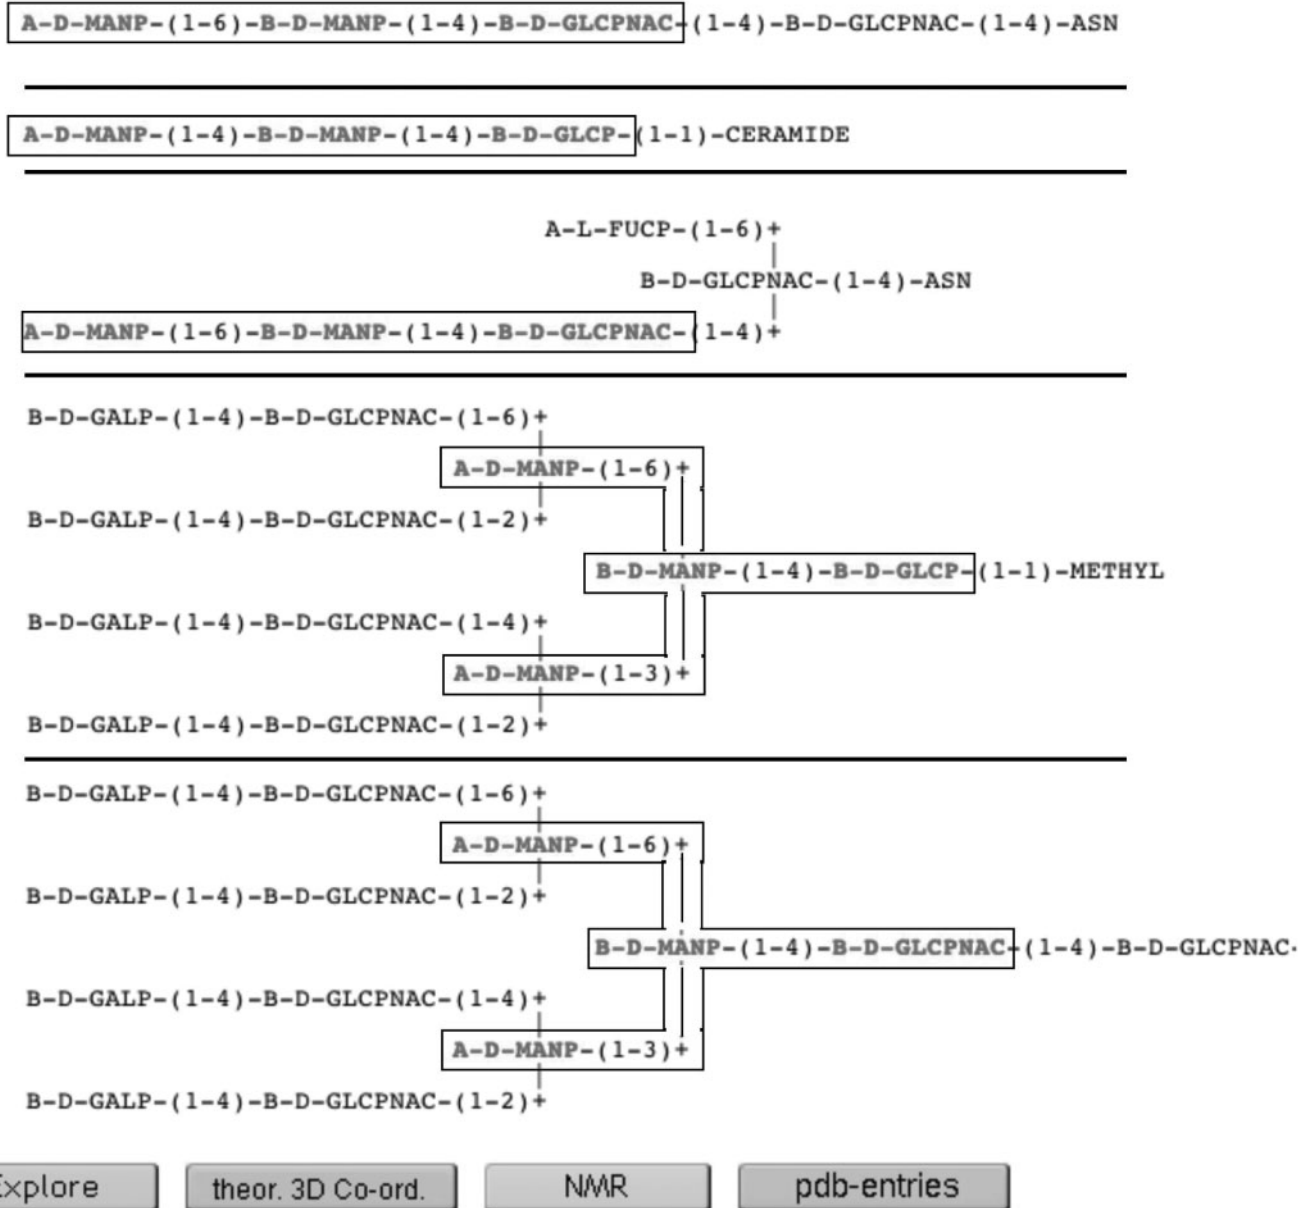 A-D-MANP-(1-6)-B-D-MANP-(1-4)-B-D-GLCPNAC-(1-4)-B-D-GLCPNAC-(1-4)-ASN
A-D-MANP-(1-4)-B-D-MANP-(1-4)-B-D-GLCP-(1-1)-CERAMIDE
A-L-FUCP-(1-6)+
B-D-GLCPNAC-(1-4)-ASN
A-D-MANP-(1-6)-B-D-MANP-(1-4)-B-D-GLCPNAC-(1-4)+
B-D-GALP-(1-4)-B-D-GLCPNAC-(1-6)+
A-D-MANP-(1-6)+
B-D-GALP-(1-4)-B-D-GLCPNAC-(1-2)+
B-D-MANP-(1-4)-B-D-GLCP-(1-1)-METHYL
B-D-GALP-(1-4)-B-D-GLCPNAC-(1-4)+
A-D-MANP-(1-3)+
B-D-GALP-(1-4)-B-D-GLCPNAC-(1-2)+
B-D-GALP-(1-4)-B-D-GLCPNAC-(1-6)+
A-D-MANP-(1-6)+
B-D-GALP-(1-4)-B-D-GLCPNAC-(1-2)+
B-D-MANP-(1-4)-B-D-GLCPNAC-(1-4)-B-D-GLCPNAC-
B-D-GALP-(1-4)-B-D-GLCPNAC-(1-4)+
A-D-MANP-(1-3)+
B-D-GALP-(1-4)-B-D-GLCPNAC-(1-2)+
Explore theor. 3D Co-ord. NMR pdb-entries